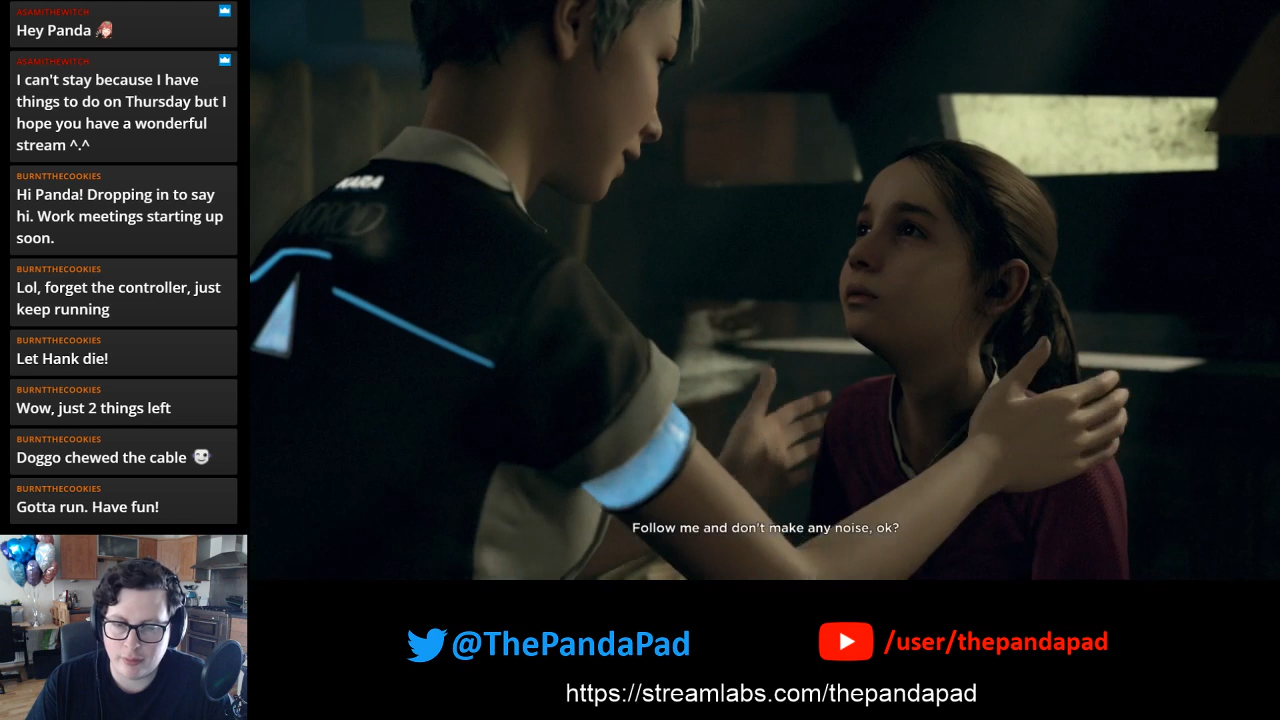 ASAMITHEWITCH
Hey Panda
ASAMITHEWITCH
I can't stay because I have
things to do on Thursday but I
hope you have a wonderful
stream ^.^
BURNTTHECOOKIES
Hi Panda! Dropping in to say
hi. Work meetings starting up
soon.
BURNTTHECOOKIES
Lol, forget the controller, just
keep running
BURNTTHECOOKIES
Let Hank die!
BURNTTHECOOKIES
Wow, just 2 things left
BURNTTHECOOKIES
Doggo chewed the cable
BURNTTHECOOKIES
Gotta run. Have fun!
KARA
ANDROID
Follow me and don't make any noise, ok?
@ThePandaPad
/user/thepandapad
https://streamlabs.com/thepandapad